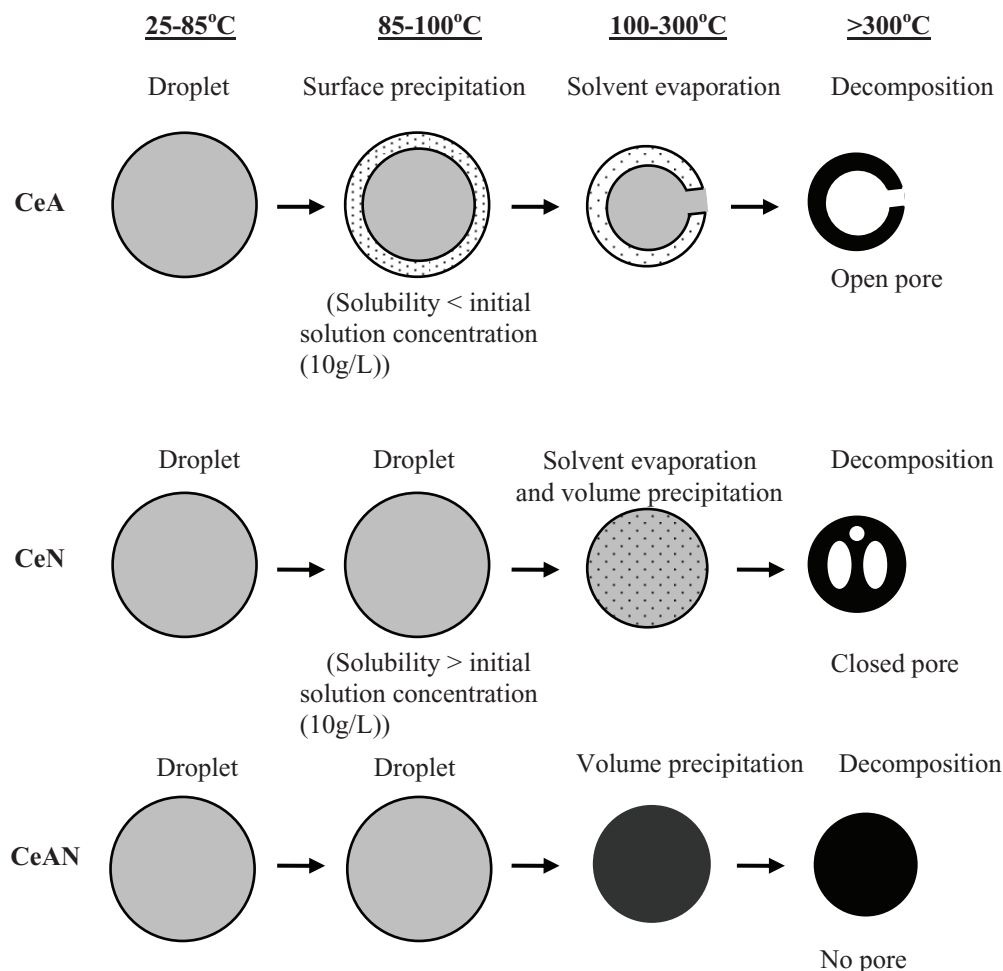 25-85°C 85-100°C 100-300°C >300°C
Droplet Surface precipitation Solvent evaporation Decomposition
CeA
Open pore
(Solubility < initial
solution concentration
(10g/L))
Droplet Droplet Solvent evaporation
and volume precipitation Decomposition
CeN
(Solubility > initial
solution concentration
(10g/L))
Closed pore
Droplet Droplet Volume precipitation Decomposition
CeAN
No pore